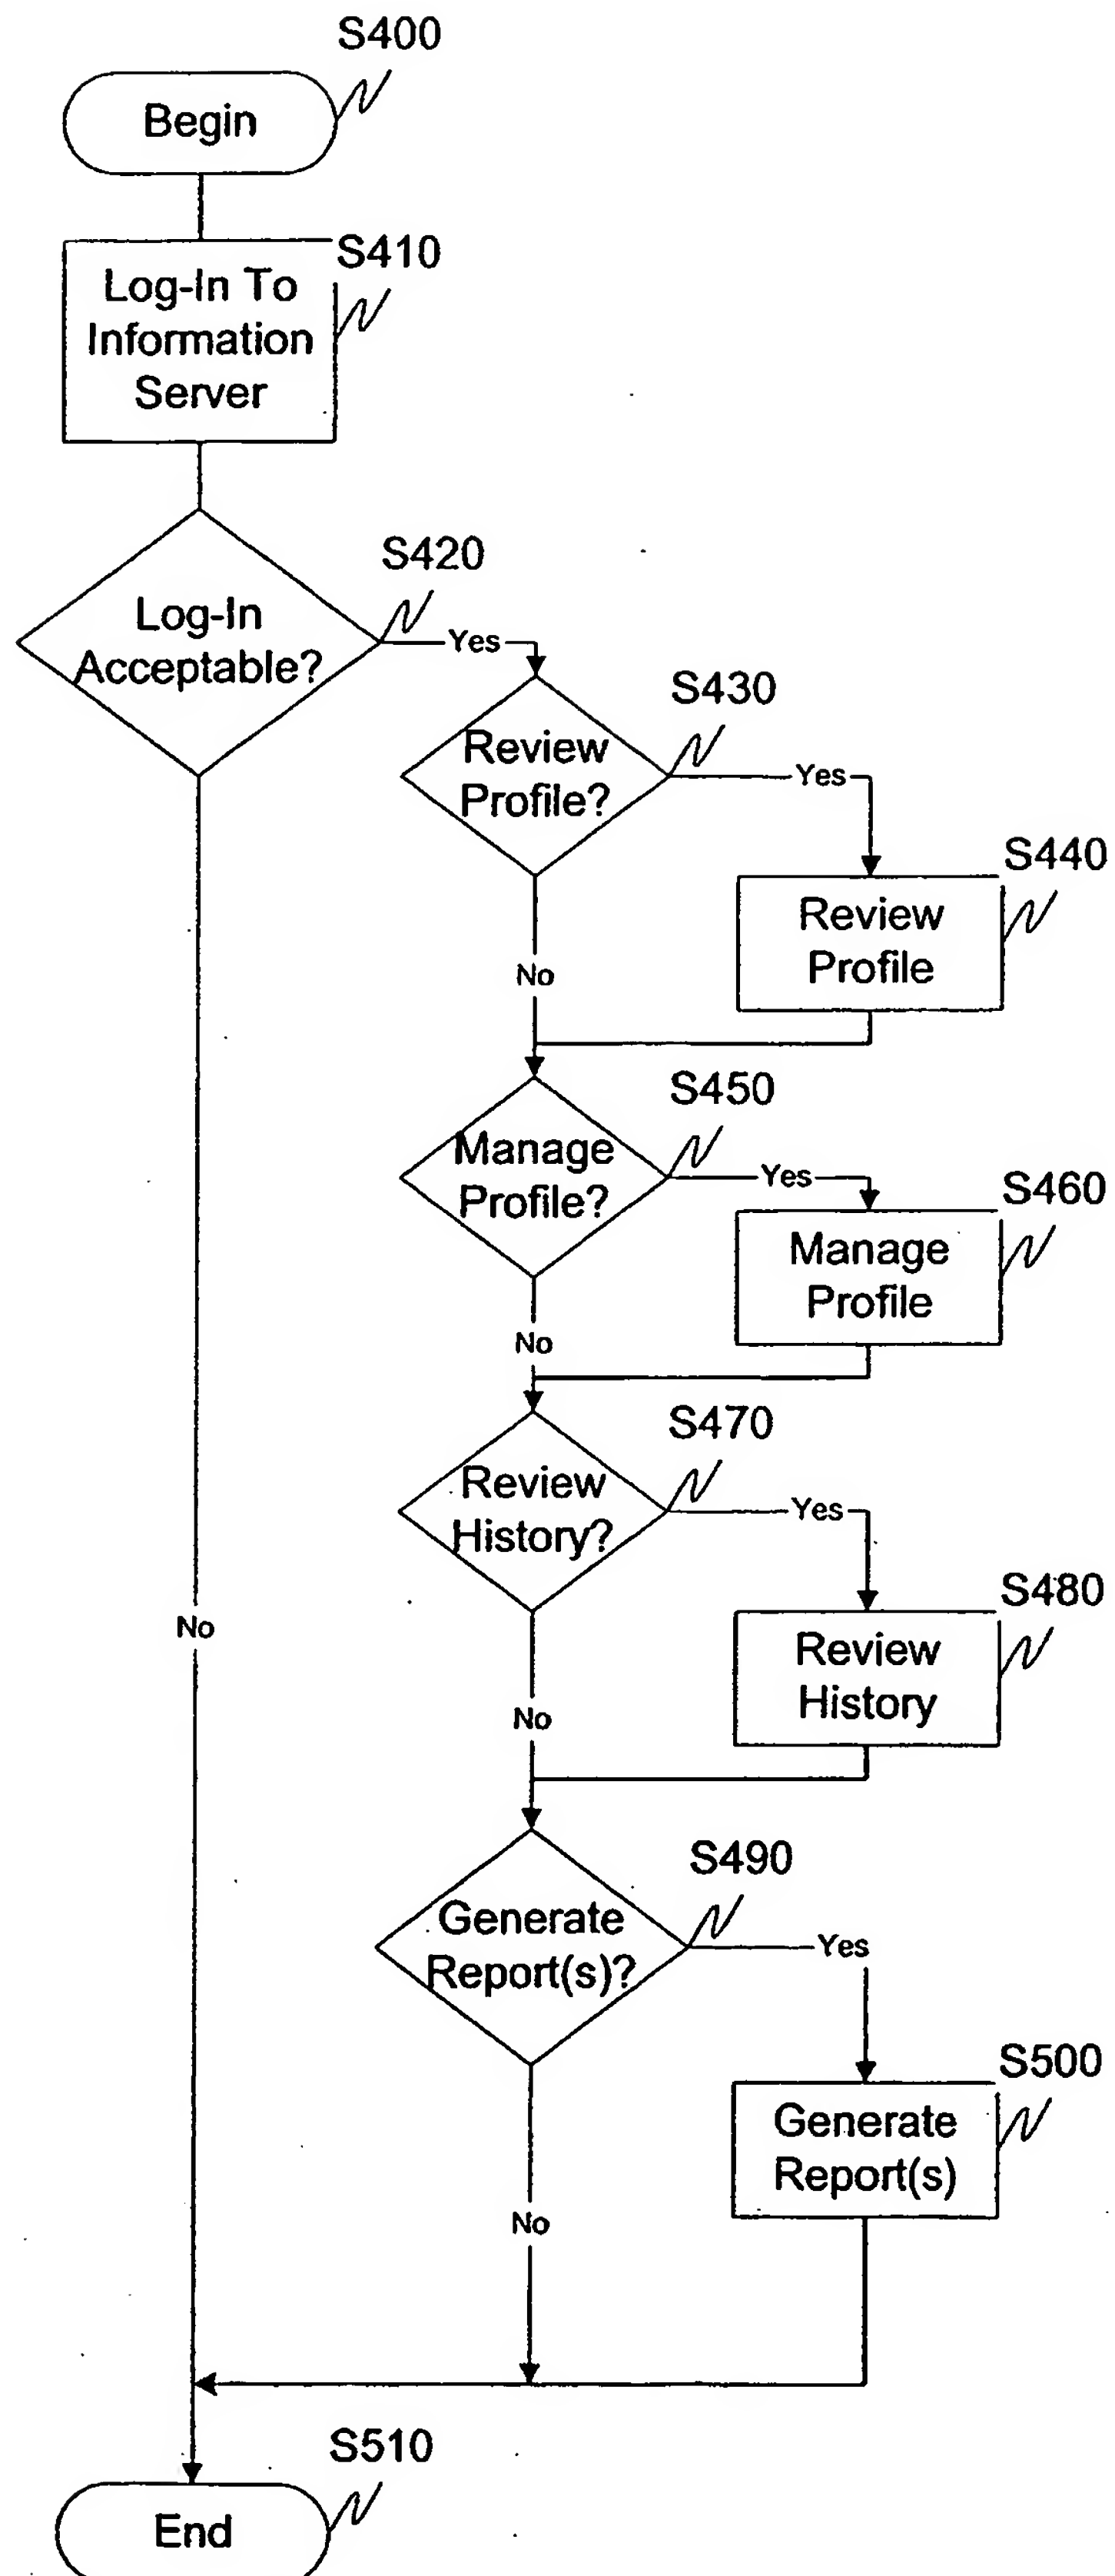 S400
Begin
S410
Log-In To
Information
Server
S420
Log-In
Acceptable?
Yes
S430
Review
Profile?
Yes
S440
Review
Profile
No
S450
Manage
Profile?
Yes
S460
Manage
Profile
No
S470
Review
History?
Yes
S480
Review
History
No
No
S490
Generate
Report(s)?
Yes
S500
Generate
Report(s)
No
S510
End